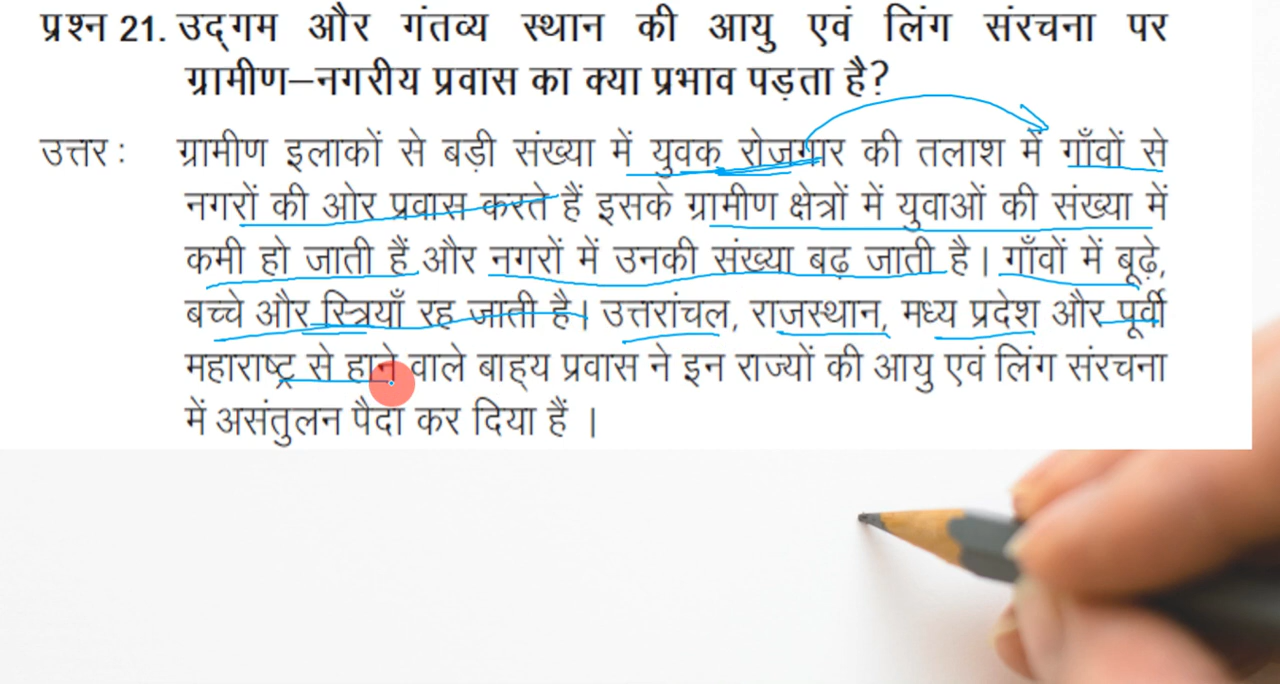 प्रश्न 21. उद्गम और गंतव्य स्थान की आयु एवं लिंग संरचना पर
ग्रामीण–नगरीय प्रवास का क्या प्रभाव पड़ता है?
उत्तर : ग्रामीण इलाकों से बड़ी संख्या में युवक रोजगार की तलाश में गाँवों से
नगरों की ओर प्रवास करते हैं इसके ग्रामीण क्षेत्रों में युवाओं की संख्या में
कमी हो जाती हैं और नगरों में उनकी संख्या बढ़ जाती है। गाँवों में बूढ़े,
बच्चे और स्त्रियाँ रह जाती है। उत्तरांचल, राजस्थान, मध्य प्रदेश और पूर्वी
महाराष्ट्र से हाने वाले बाह्य प्रवास ने इन राज्यों की आयु एवं लिंग संरचना
में असंतुलन पैदा कर दिया हैं ।